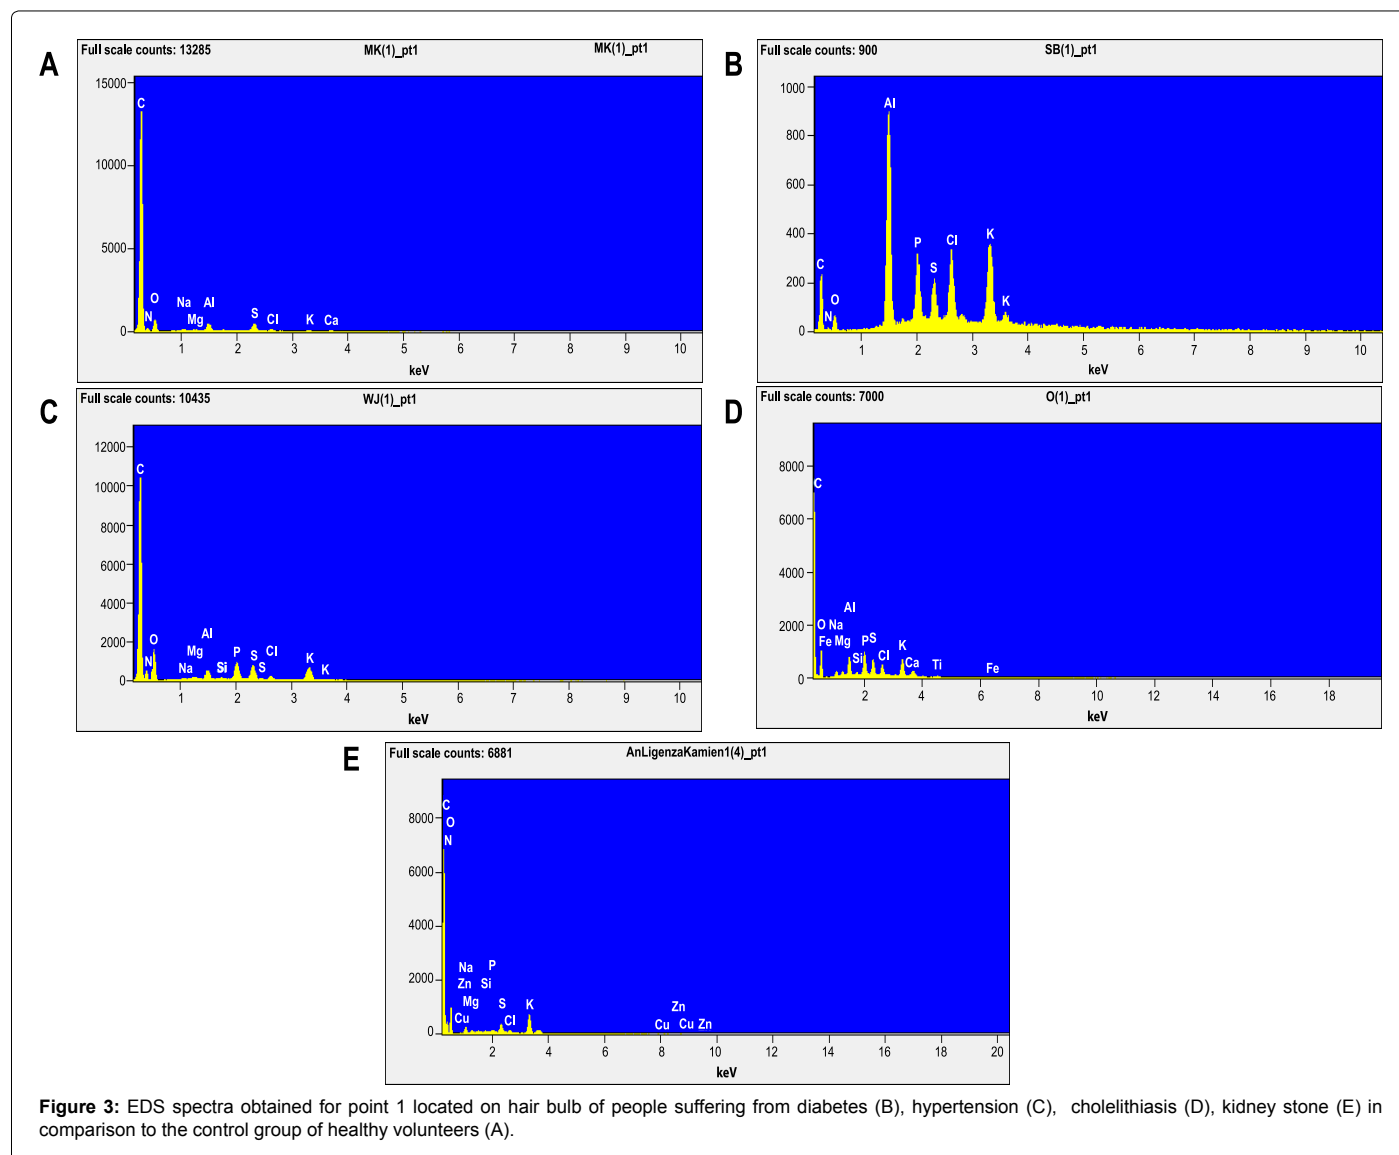 A
Full scale counts: 13285 MK(1)_pt1 MK(1)_pt1
15000
10000
5000
0
C
O
N
Na
Mg
Al
S
Cl
K
Ca
1 2 3 4 5 6 7 8 9 10
keV
B
Full scale counts: 900 SB(1)_pt1
1000
800
600
400
200
0
C
N
O
Al
P
S
Cl
K
K
1 2 3 4 5 6 7 8 9 10
keV
C
Full scale counts: 10435 WJ(1)_pt1
12000
10000
8000
6000
4000
2000
0
C
N
O
Na
Mg
Al
Si
P
S
S
Cl
K
K
1 2 3 4 5 6 7 8 9 10
keV
D
Full scale counts: 7000 O(1)_pt1
8000
6000
4000
2000
0
C
O
Fe
Na
Mg
Al
Si
P
S
Cl
K
Ca
Ti
Fe
2 4 6 8 10 12 14 16 18
keV
E
Full scale counts: 6881 AnLigenzaKamien1(4)_pt1
8000
6000
4000
2000
0
C
O
N
Na
Zn
Mg
Cu
P
Si
S
Cl
K
Zn
Cu
Cu
Zn
2 4 6 8 10 12 14 16 18 20
keV
Figure 3: EDS spectra obtained for point 1 located on hair bulb of people suffering from diabetes (B), hypertension (C), cholelithiasis (D), kidney stone (E) in
comparison to the control group of healthy volunteers (A).